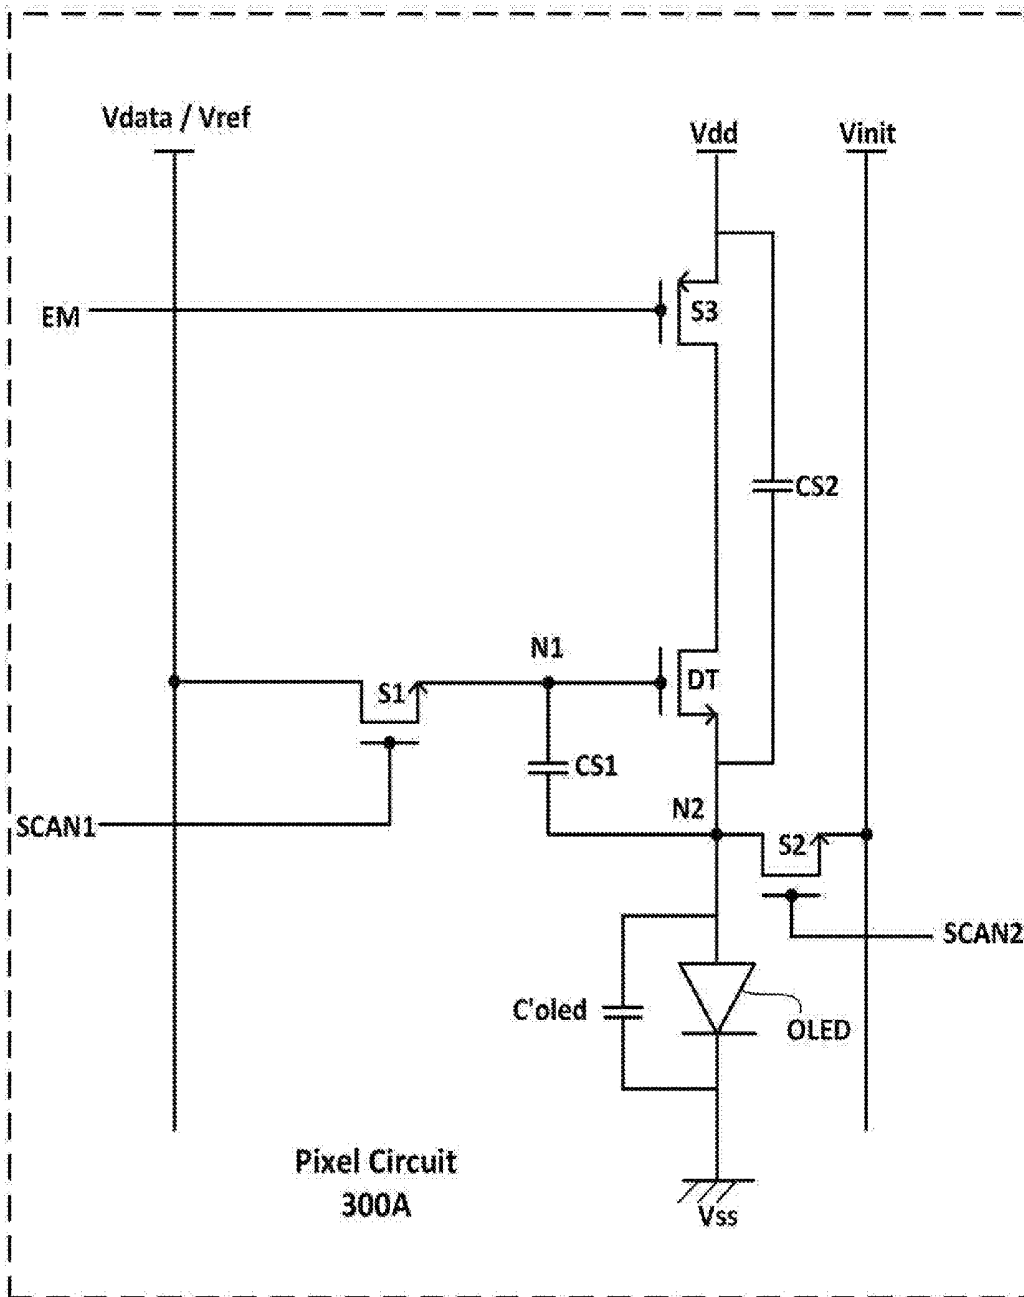 Vdata / Vref
Vdd
Vinit
EM
S3
CS2
N1
S1
DT
CS1
SCAN1
N2
S2
SCAN2
C'oled
OLED
Pixel Circuit
300A
Vss